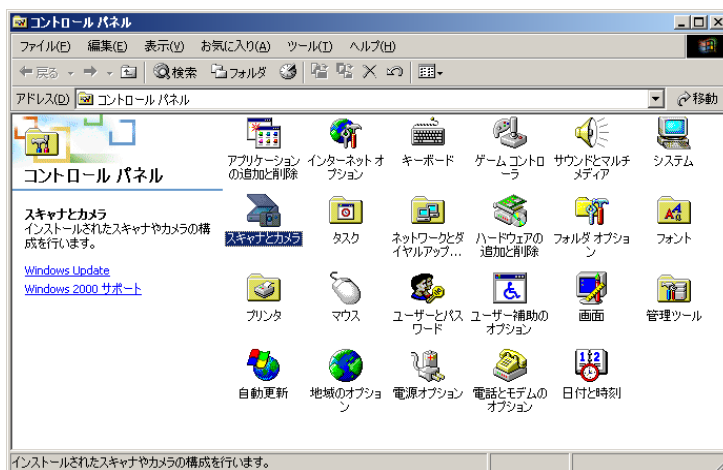 コントロール パネル
ファイル(F) 編集(E) 表示(V) お気に入り(A) ツール(T) ヘルプ(H)
戻る 検索 フォルダ
アドレス(D) コントロール パネル 移動
コントロール パネル
スキャナとカメラ
インストールされたスキャナやカメラの構
成を行います。
Windows Update
Windows 2000 サポート
アプリケーション
の追加と削除
インターネット オ
プション
キーボード
ゲーム コントロ
ーラ
サウンドとマルチ
メディア
システム
スキャナとカメラ
タスク
ネットワークとダ
イヤルアップ...
ハードウェアの
追加と削除
フォルダ オプショ
ン
フォント
プリンタ
マウス
ユーザーとパス
ワード
ユーザー補助の
オプション
画面
管理ツール
自動更新
地域のオプショ
ン
電源オプション
電話とモデムの
オプション
日付と時刻
インストールされたスキャナやカメラの構成を行います。